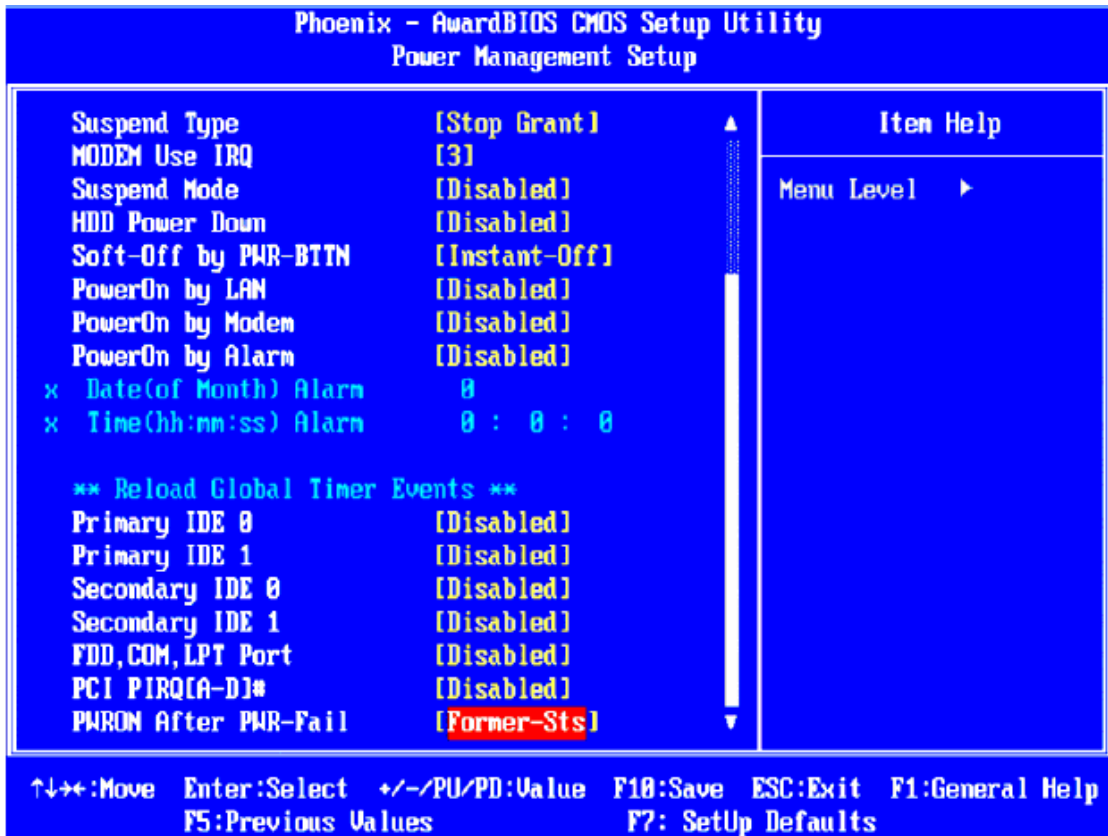 Phoenix - AwardBIOS CMOS Setup Utility
Power Management Setup
Suspend Type [Stop Grant]
MODEM Use IRQ [3]
Suspend Mode [Disabled]
HDD Power Down [Disabled]
Soft-Off by PWR-BTTN [Instant-Off]
PowerOn by LAN [Disabled]
PowerOn by Modem [Disabled]
PowerOn by Alarm [Disabled]
x Date(of Month) Alarm 0
x Time(hh:mm:ss) Alarm 0 : 0 : 0
** Reload Global Timer Events **
Primary IDE 0 [Disabled]
Primary IDE 1 [Disabled]
Secondary IDE 0 [Disabled]
Secondary IDE 1 [Disabled]
FDD,COM,LPT Port [Disabled]
PCI PIRQ[A-D]# [Disabled]
PWRON After PWR-Fail [Former-Sts]
Item Help
Menu Level ▶
↑↓→←:Move Enter:Select +/-/PU/PD:Value F10:Save ESC:Exit F1:General Help
F5:Previous Values F7: SetUp Defaults